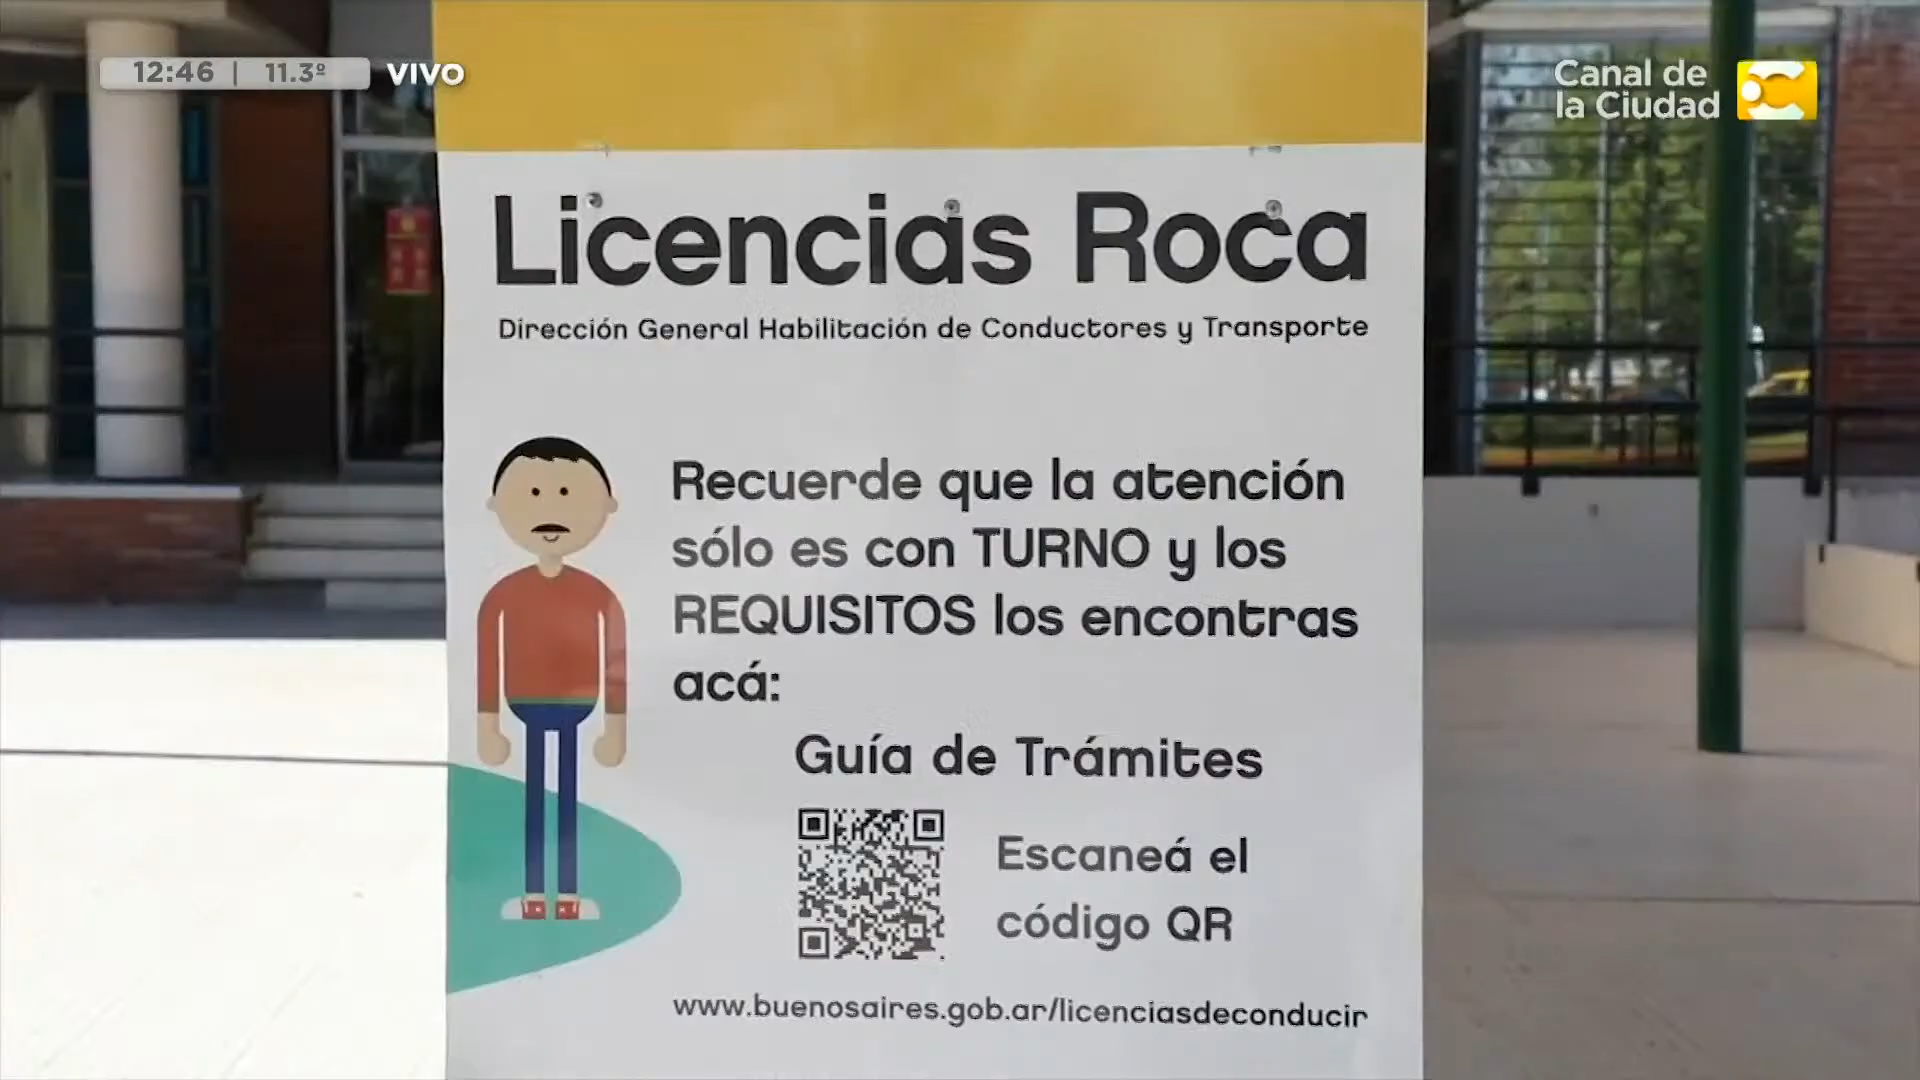 12:46 | 11.3º VIVO
Canal de
la Ciudad
Licencias Roca
Dirección General Habilitación de Conductores y Transporte
Recuerde que la atención
sólo es con TURNO y los
REQUISITOS los encontras
acá:
Guía de Trámites
Escaneá el
código QR
www.buenosaires.gob.ar/licenciasdeconducir